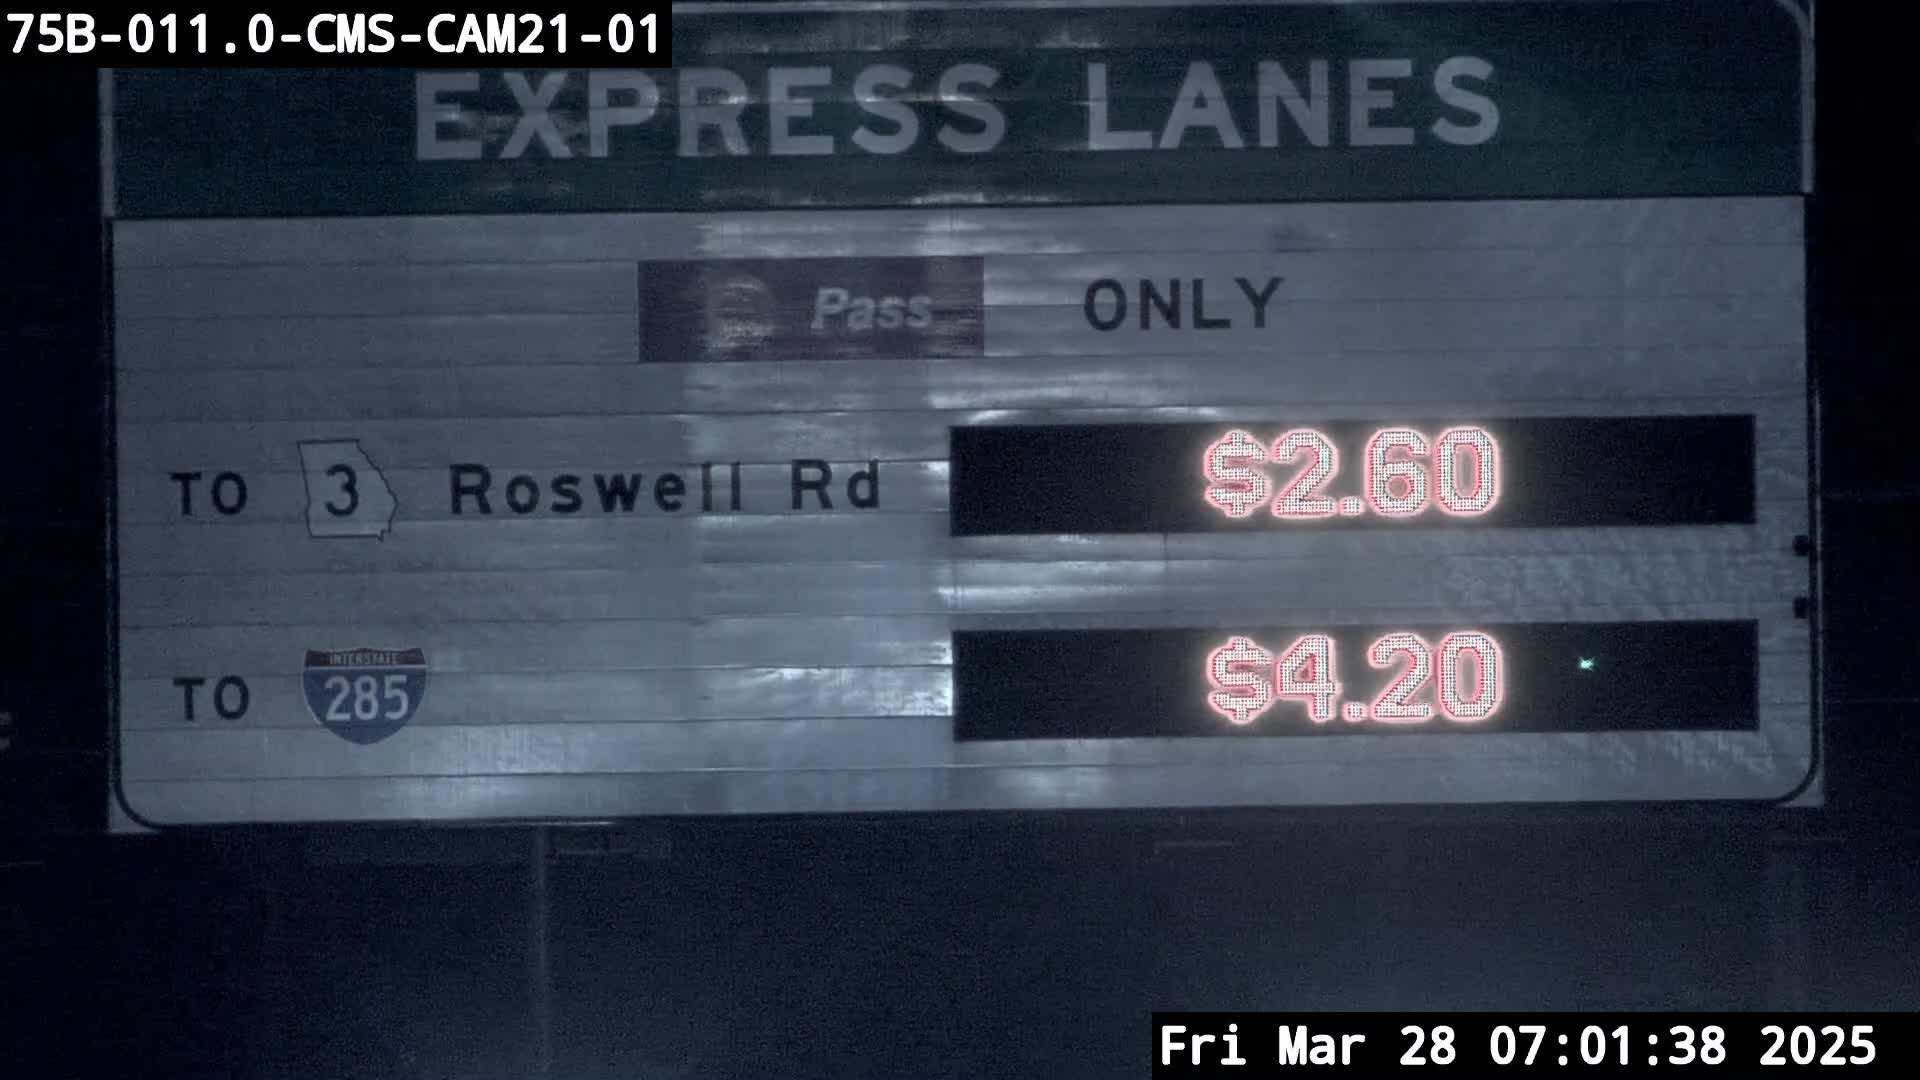 75B-011.0-CMS-CAM21-01
EXPRESS LANES
Pass ONLY
TO 3 Roswell Rd $2.60
TO INTERSTATE 285 $4.20
Fri Mar 28 07:01:38 2025